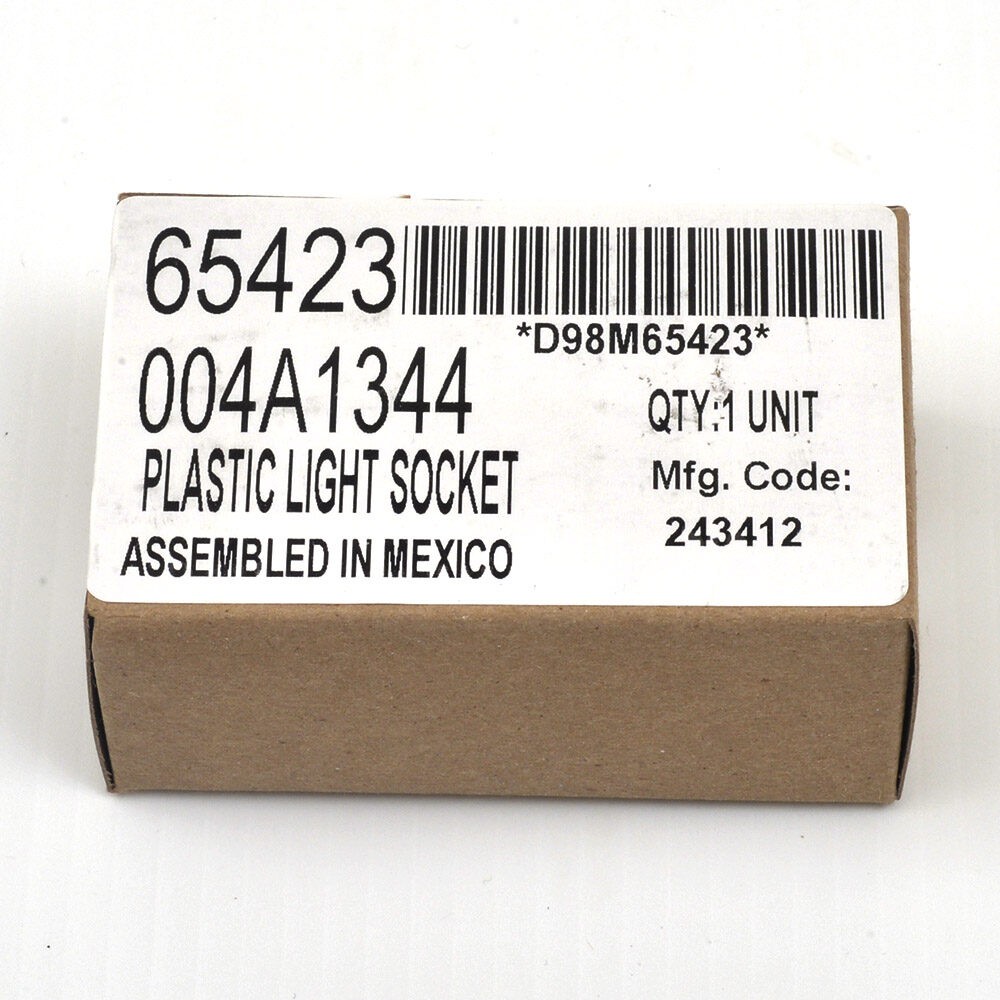 65423
*D98M65423*
004A1344
QTY:1 UNIT
PLASTIC LIGHT SOCKET
Mfg. Code:
243412
ASSEMBLED IN MEXICO